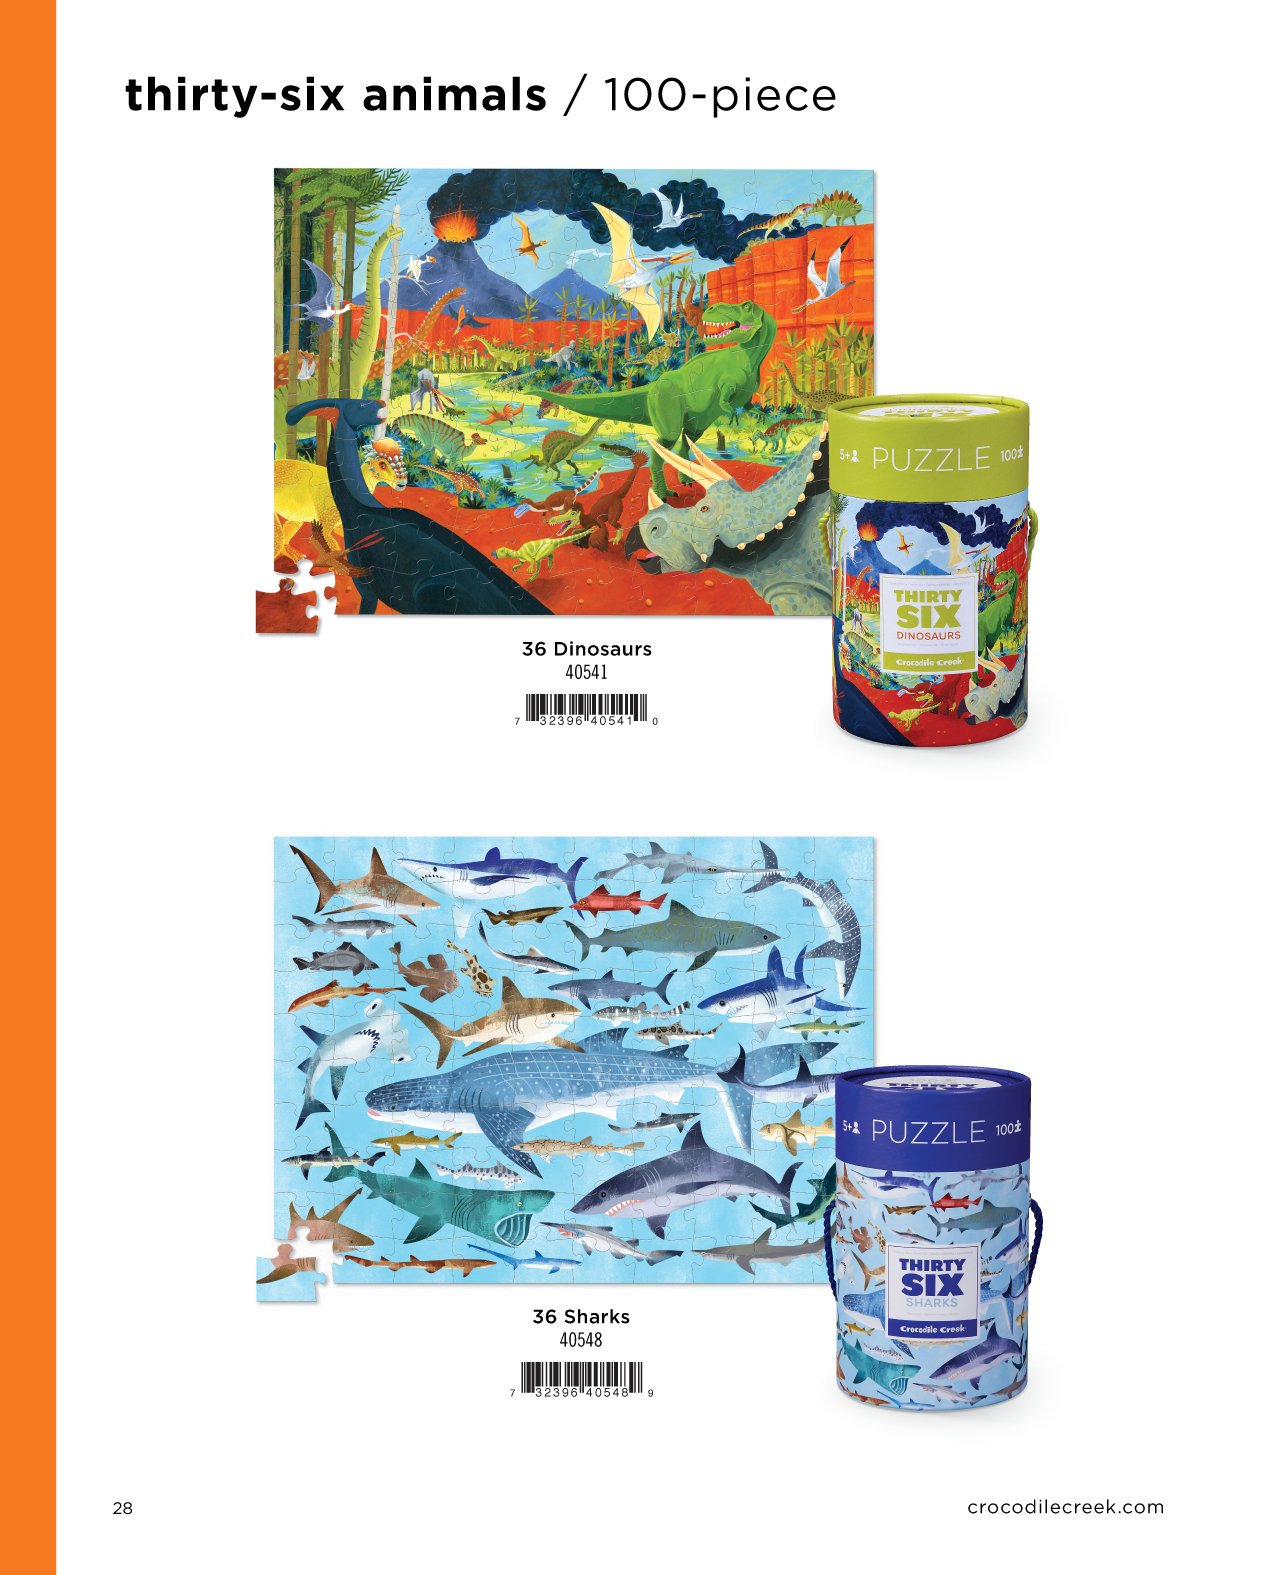 thirty-six animals / 100-piece
5+ PUZZLE 100
THIRTY
SIX
DINOSAURS
Crocodile Creek
36 Dinosaurs
40541
7 32396 40541 0
THIRTY
5+ PUZZLE 100
THIRTY
SIX
SHARKS
Crocodile Creek
36 Sharks
40548
7 32396 40548 9
28
crocodilecreek.com